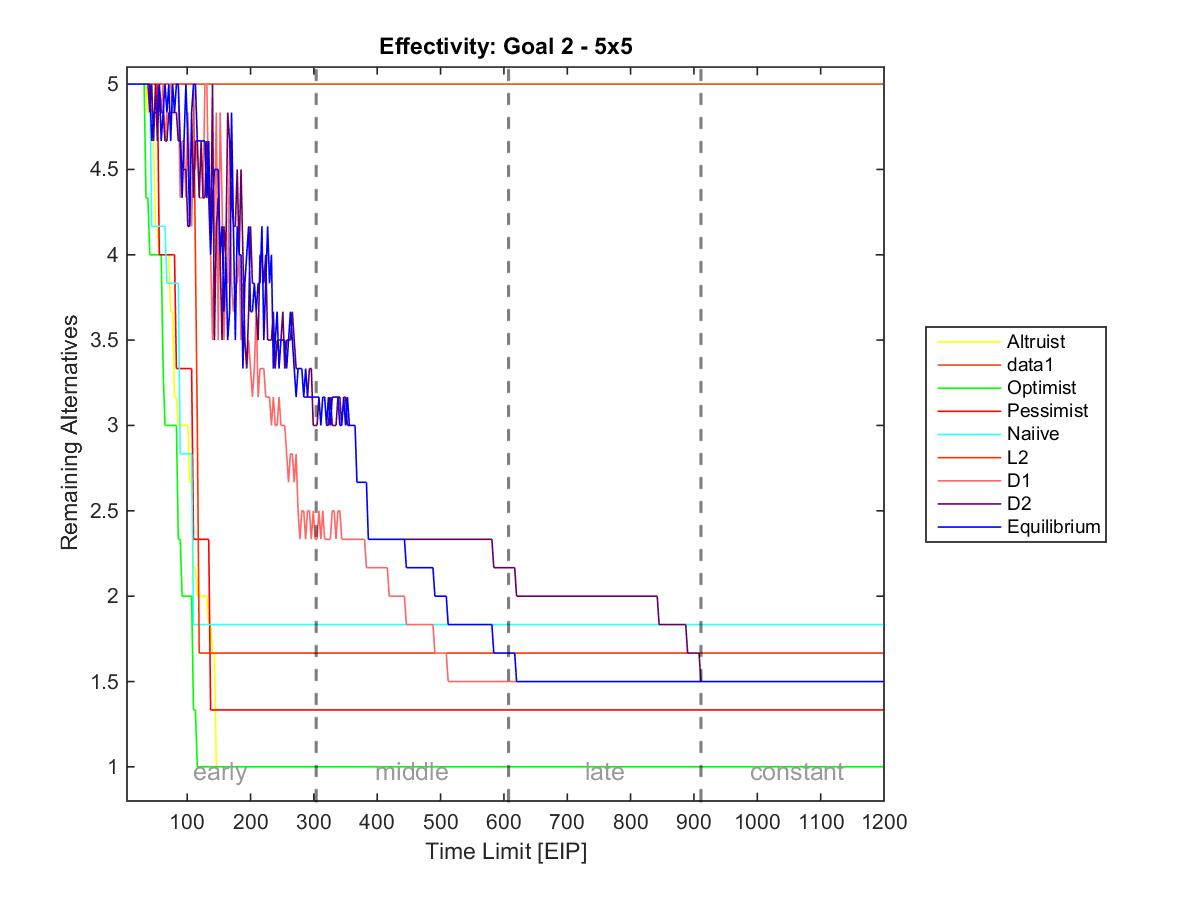 Effectivity: Goal 2 - 5x5
Remaining Alternatives
5
4.5
4
3.5
3
2.5
2
1.5
1
early middle late constant
100 200 300 400 500 600 700 800 900 1000 1100 1200
Time Limit [EIP]
Altruist
data1
Optimist
Pessimist
Naiive
L2
D1
D2
Equilibrium